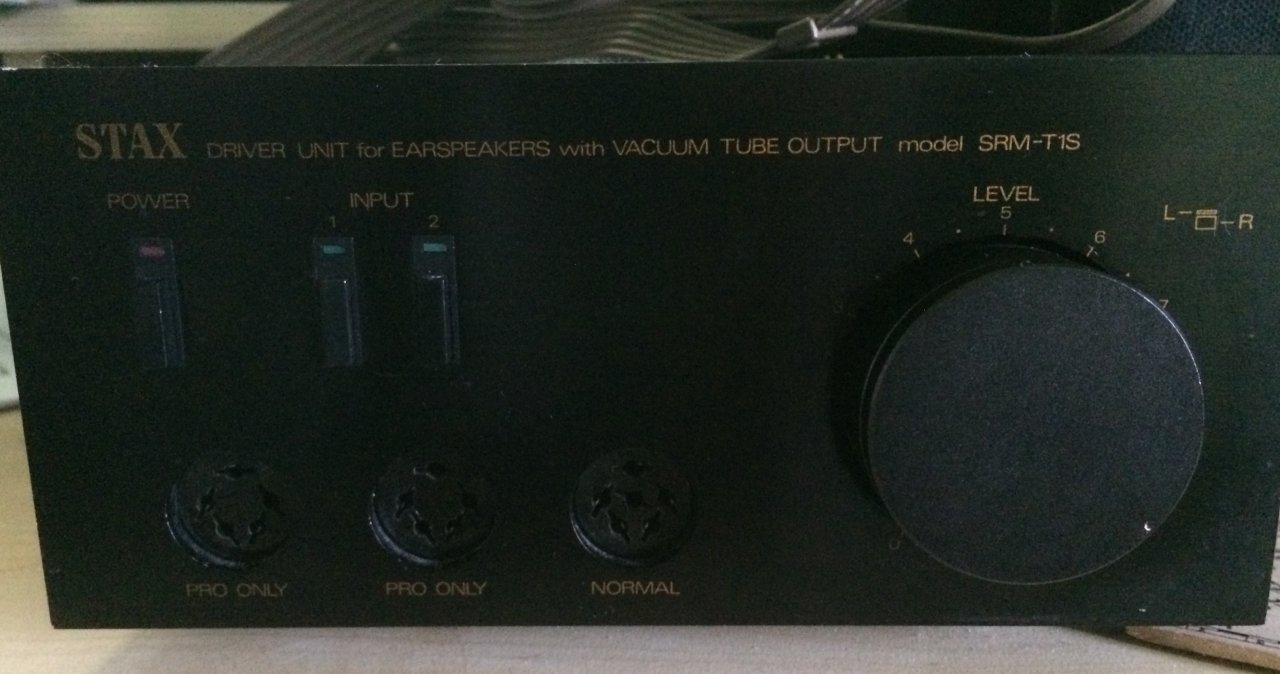 STAX DRIVER UNIT for EARSPEAKERS with VACUUM TUBE OUTPUT model SRM-T1S
POWER INPUT LEVEL
1 2
4 5 6 7
L R
0
PRO ONLY PRO ONLY NORMAL